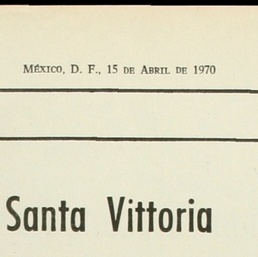 México, D. F., 15 de Abril de 1970
Santa Vittoria